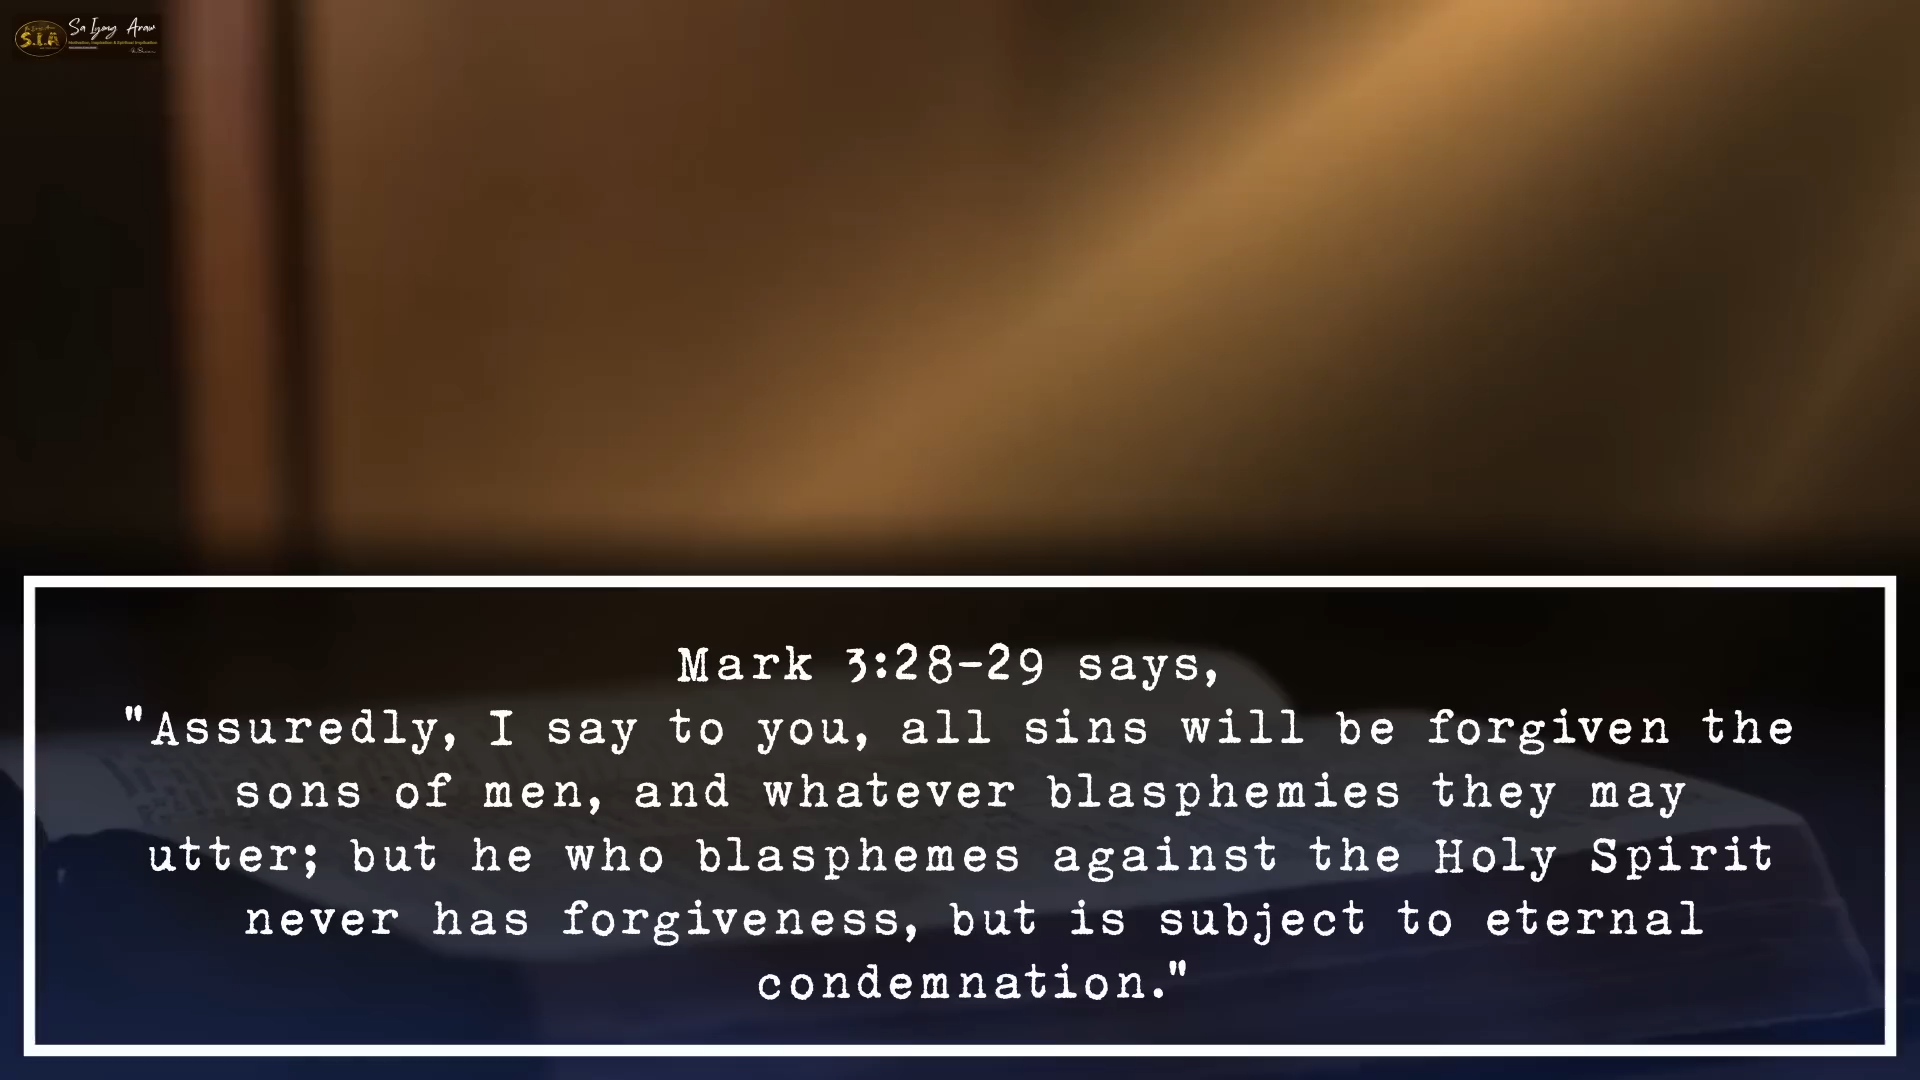 S.I.A
Sa Iyong Araw
Mark 3:28-29 says,
"Assuredly, I say to you, all sins will be forgiven the
sons of men, and whatever blasphemies they may
utter; but he who blasphemes against the Holy Spirit
never has forgiveness, but is subject to eternal
condemnation."